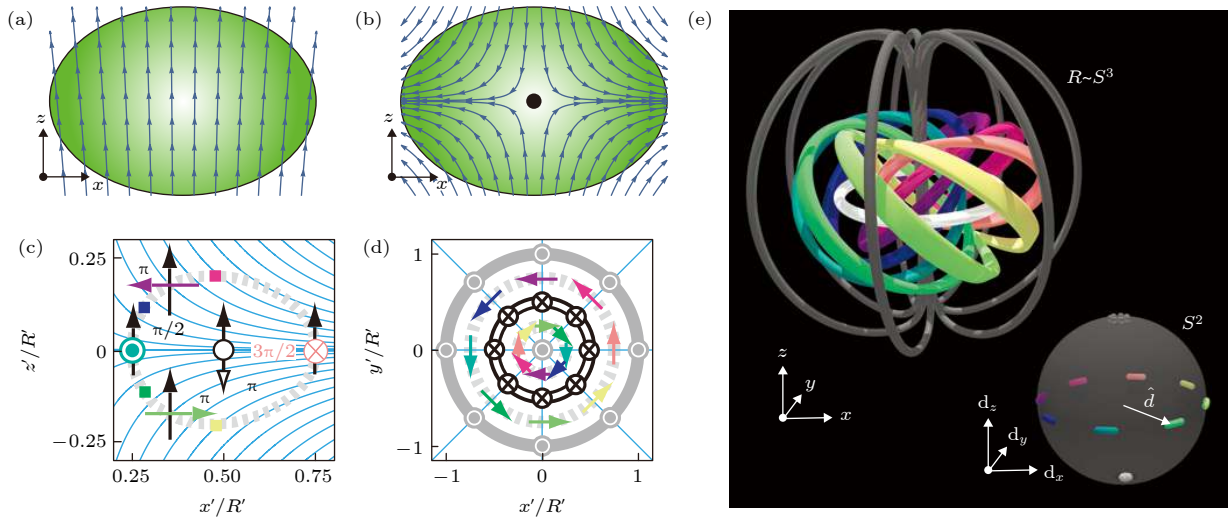 (a)
z
x
(b)
z
x
(c)
z′/R′
0.25
0
−0.25
π
π/2
3π/2
π
π
0.25
0.50
0.75
x′/R′
(d)
y′/R′
1
0
−1
−1
0
1
x′/R′
(e)
R~S³
z
y
x
S²
d̂
d_z
d_y
d_x